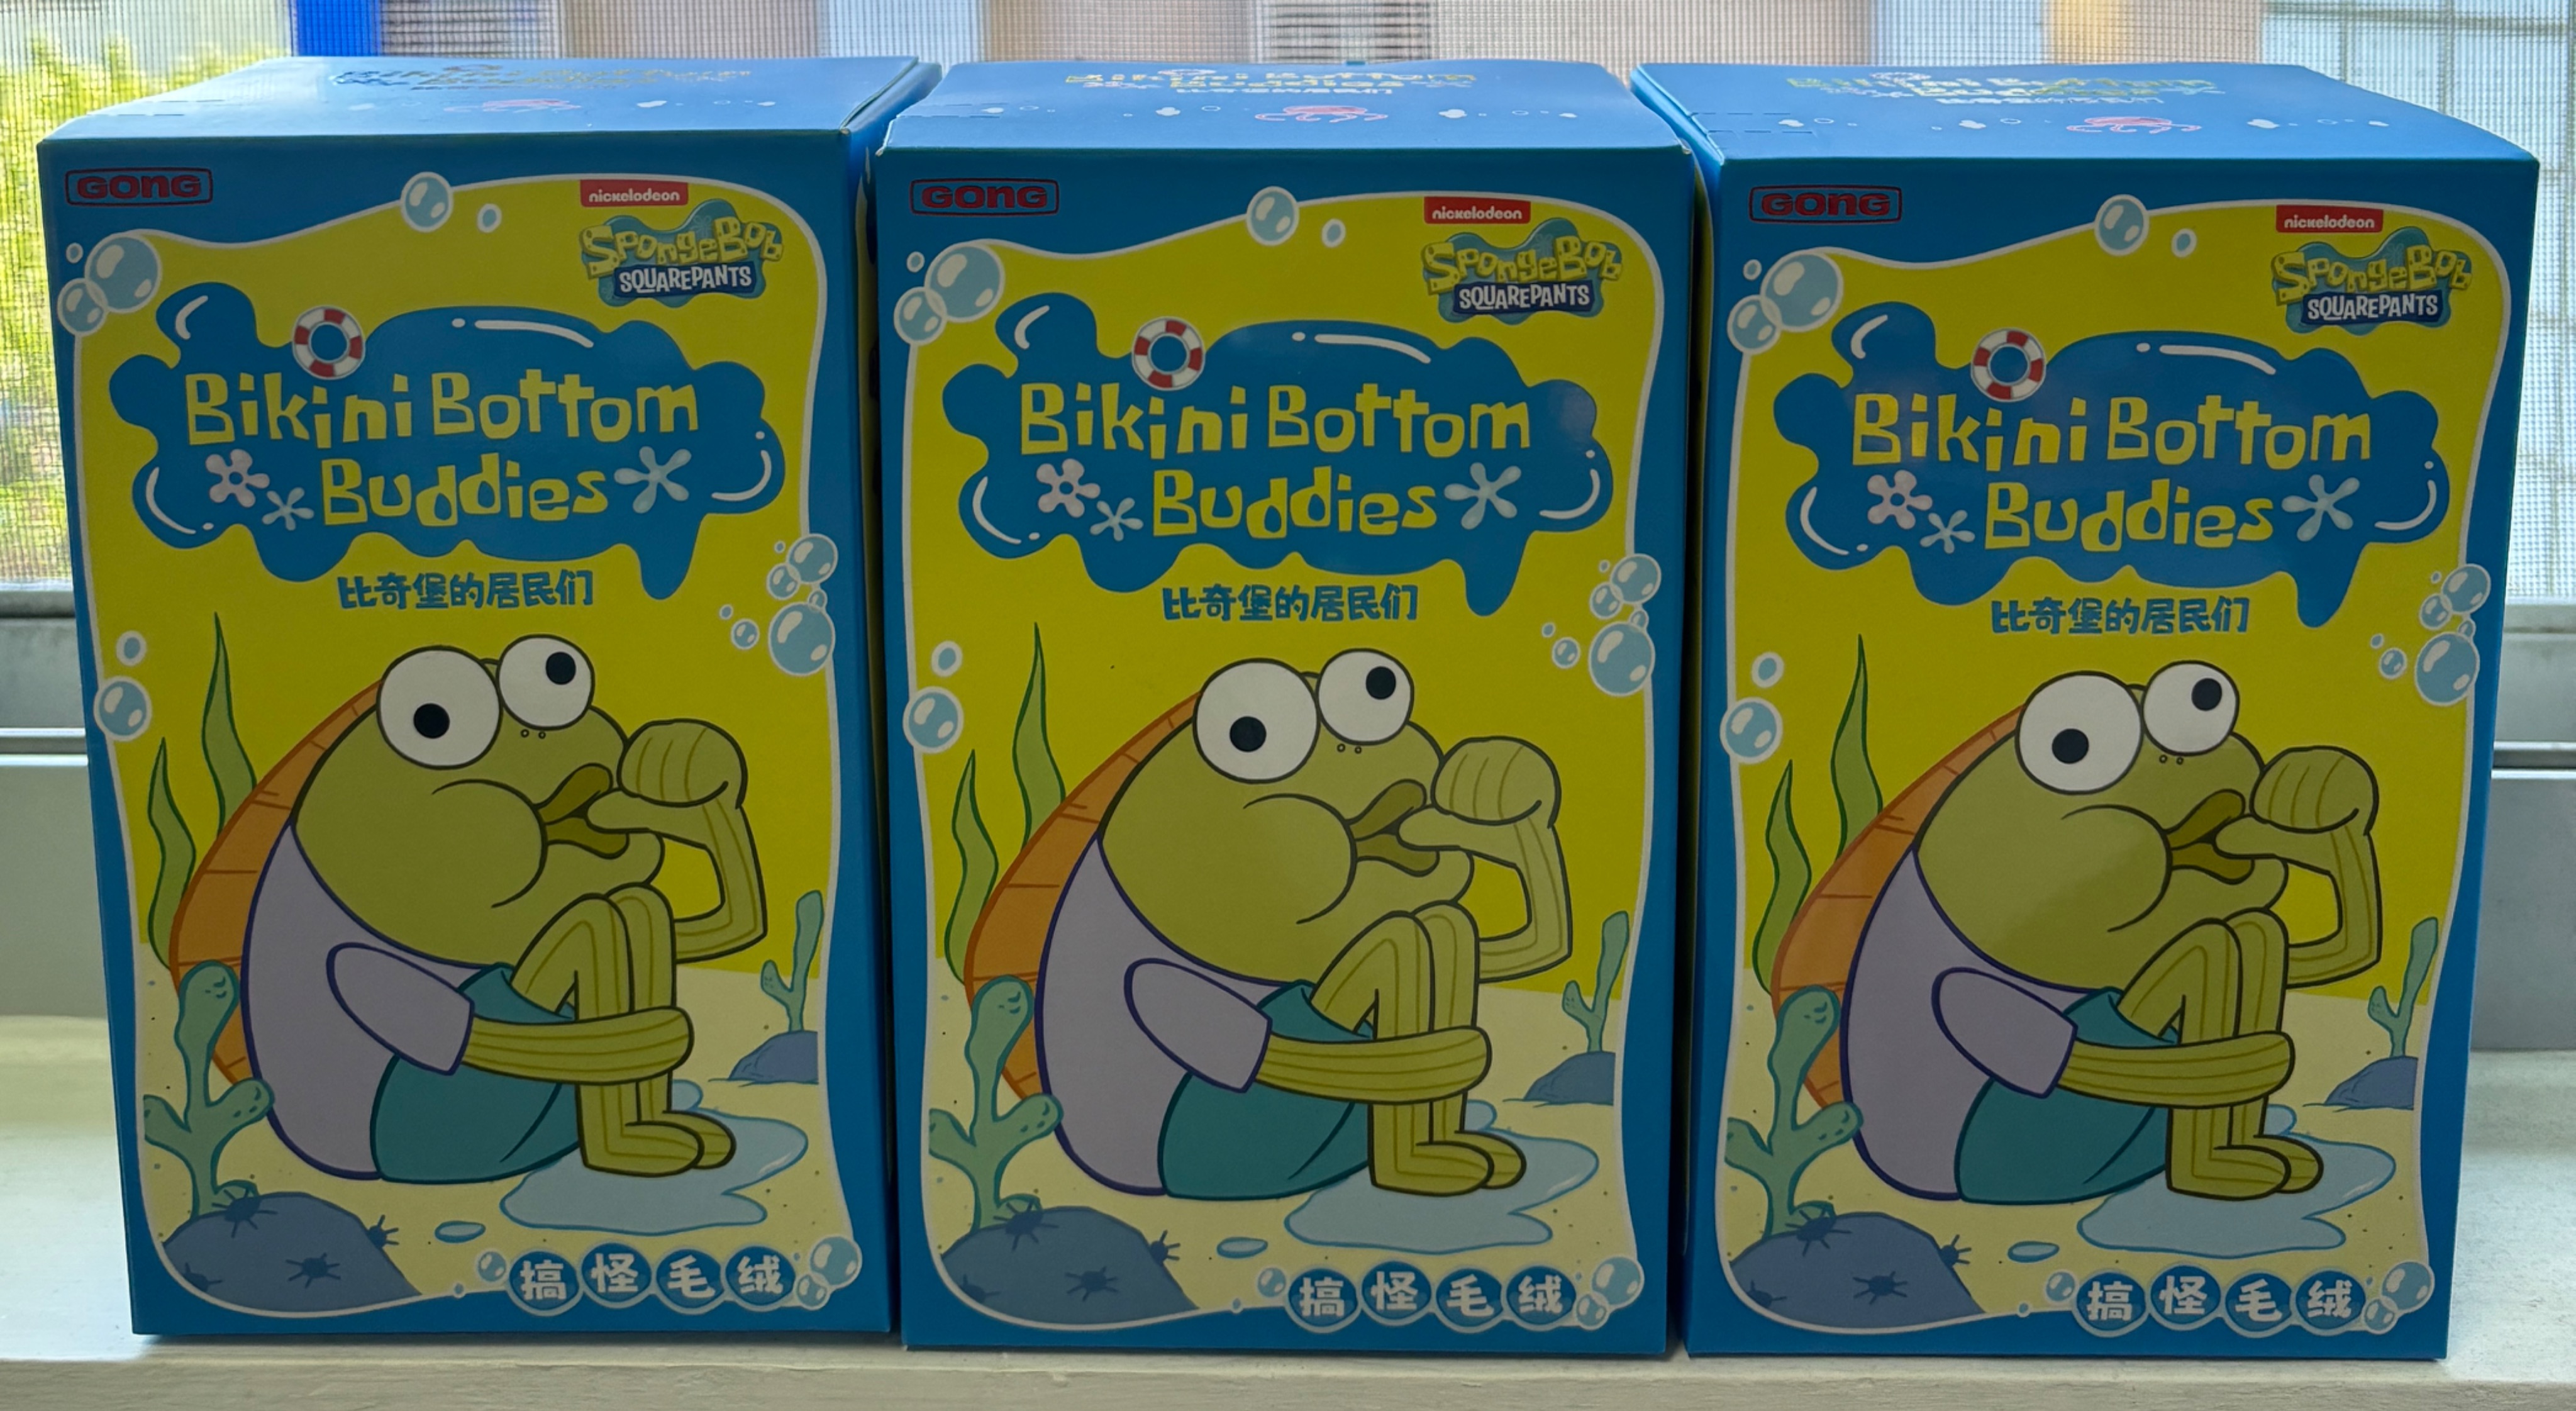 GONG
nickelodeon
SpongeBob
SQUAREPANTS
Bikini Bottom
Buddies
比奇堡的居民们
搞怪毛绒
GONG
nickelodeon
SpongeBob
SQUAREPANTS
Bikini Bottom
Buddies
比奇堡的居民们
搞怪毛绒
GONG
nickelodeon
SpongeBob
SQUAREPANTS
Bikini Bottom
Buddies
比奇堡的居民们
搞怪毛绒